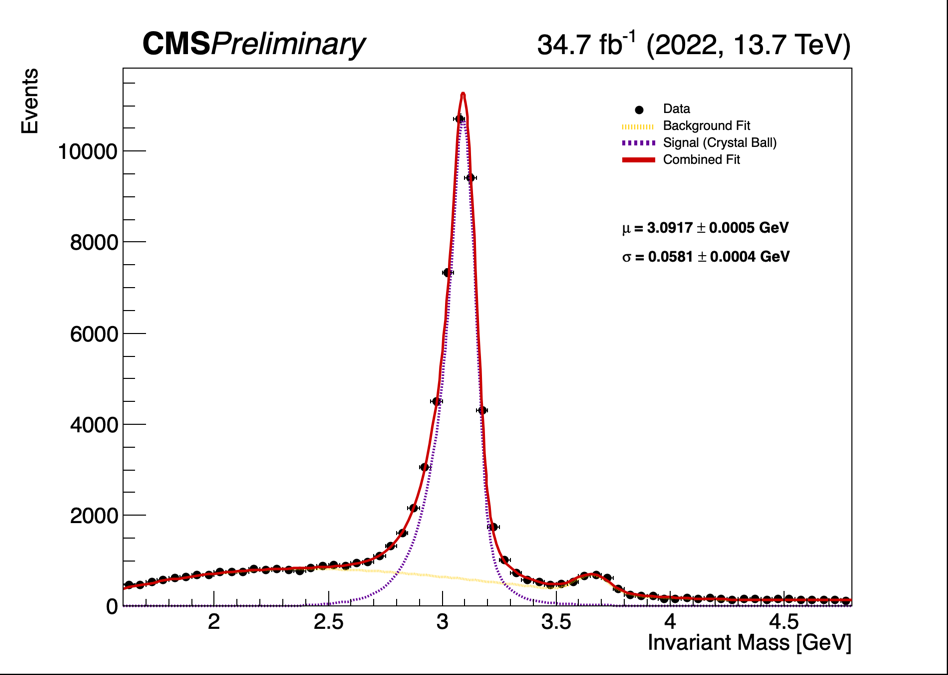 CMSPreliminary
34.7 fb-1 (2022, 13.7 TeV)
Events
Data
Background Fit
Signal (Crystal Ball)
Combined Fit
μ = 3.0917 ± 0.0005 GeV
σ = 0.0581 ± 0.0004 GeV
10000
8000
6000
4000
2000
0
2 2.5 3 3.5 4 4.5
Invariant Mass [GeV]